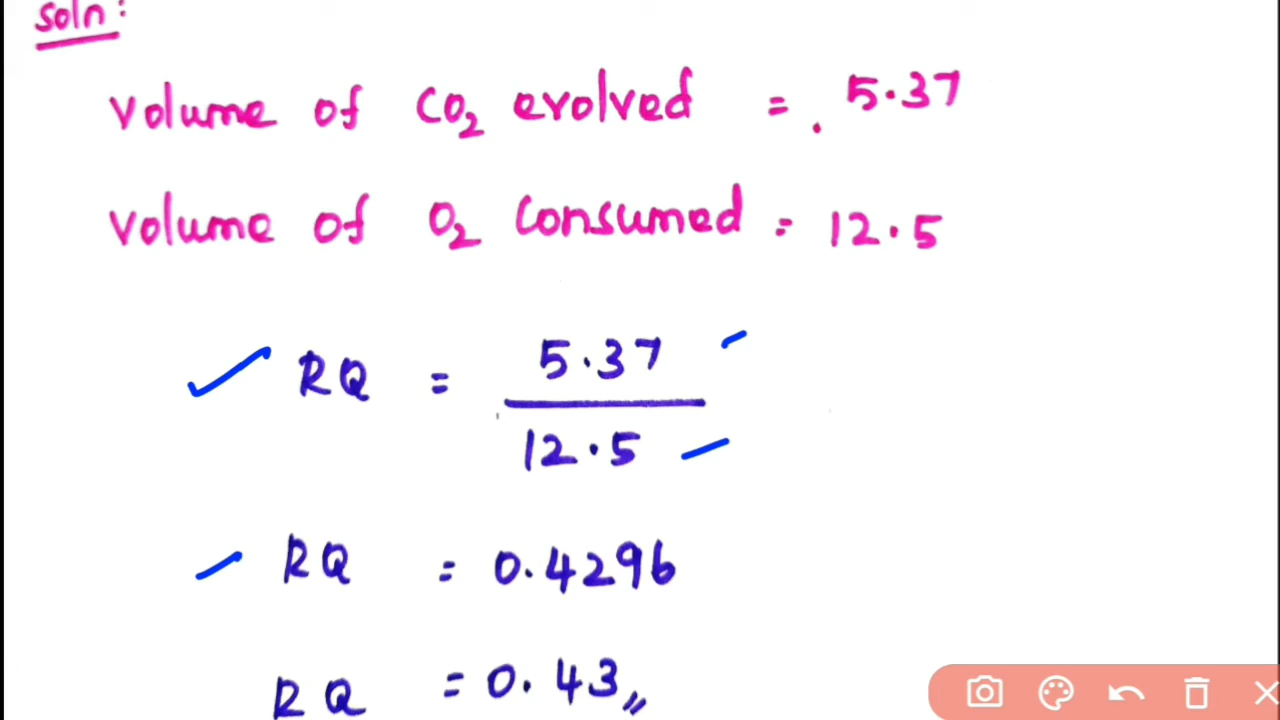 Soln:
Volume of CO₂ evolved = 5.37
Volume of O₂ Consumed = 12.5
RQ = 5.37
12.5
RQ = 0.4296
RQ = 0.43 〃